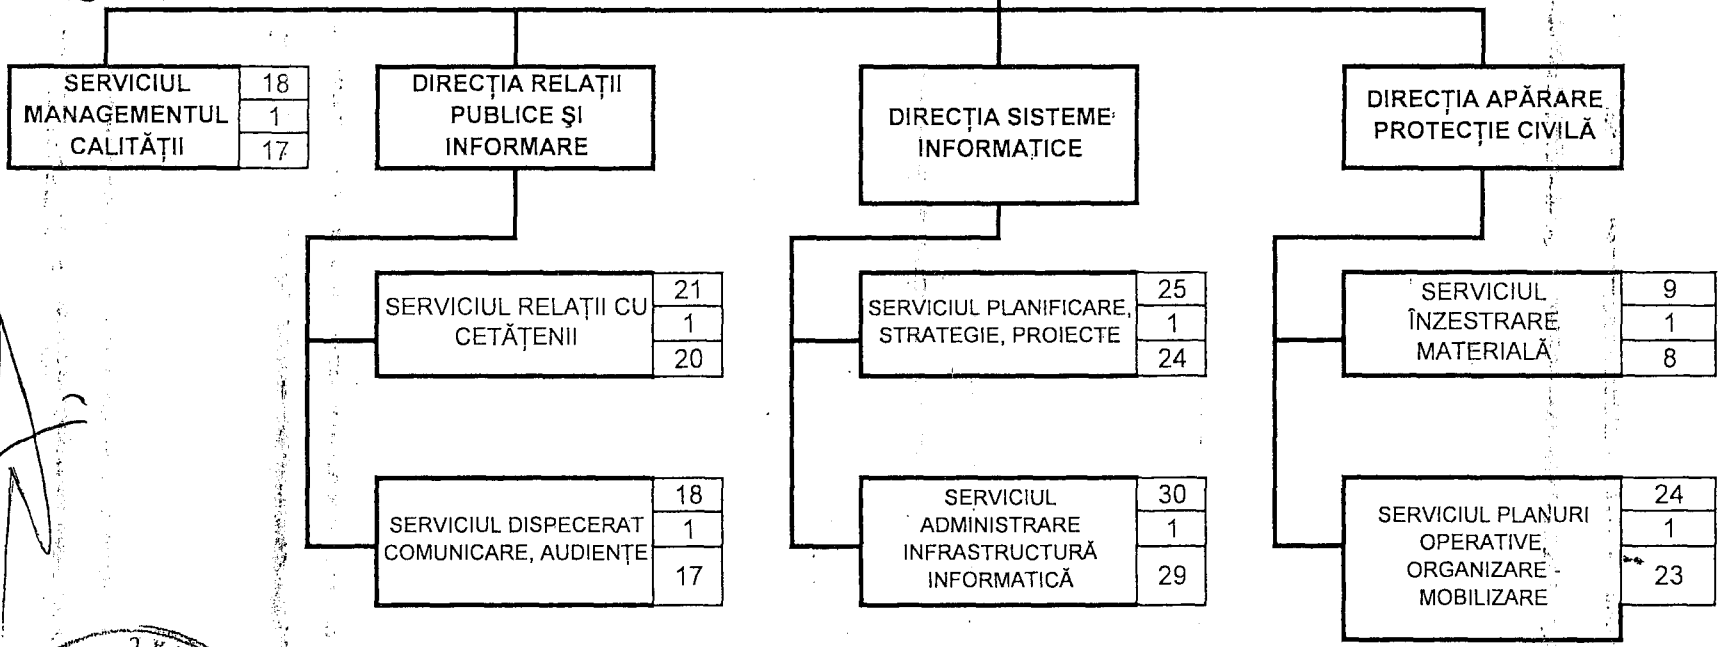 SERVICIUL
MANAGEMENTUL
CALITĂȚII
18
1
17
DIRECȚIA RELAȚII
PUBLICE ȘI
INFORMARE
DIRECȚIA SISTEME
INFORMATICE
DIRECȚIA APĂRARE
PROTECȚIE CIVILĂ
SERVICIUL RELAȚII CU
CETĂȚENII
21
1
20
SERVICIUL PLANIFICARE,
STRATEGIE, PROIECTE
25
1
24
SERVICIUL
ÎNZESTRARE
MATERIALĂ
9
1
8
SERVICIUL DISPECERAT
COMUNICARE, AUDIENȚE
18
1
17
SERVICIUL
ADMINISTRARE
INFRASTRUCTURĂ
INFORMATICĂ
30
1
29
SERVICIUL PLANURI
OPERATIVE,
ORGANIZARE -
MOBILIZARE
24
1
23